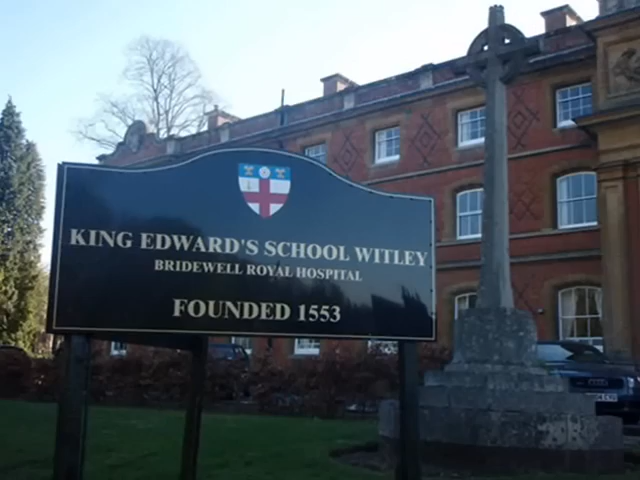 KING EDWARD'S SCHOOL WITLEY
BRIDEWELL ROYAL HOSPITAL
FOUNDED 1553